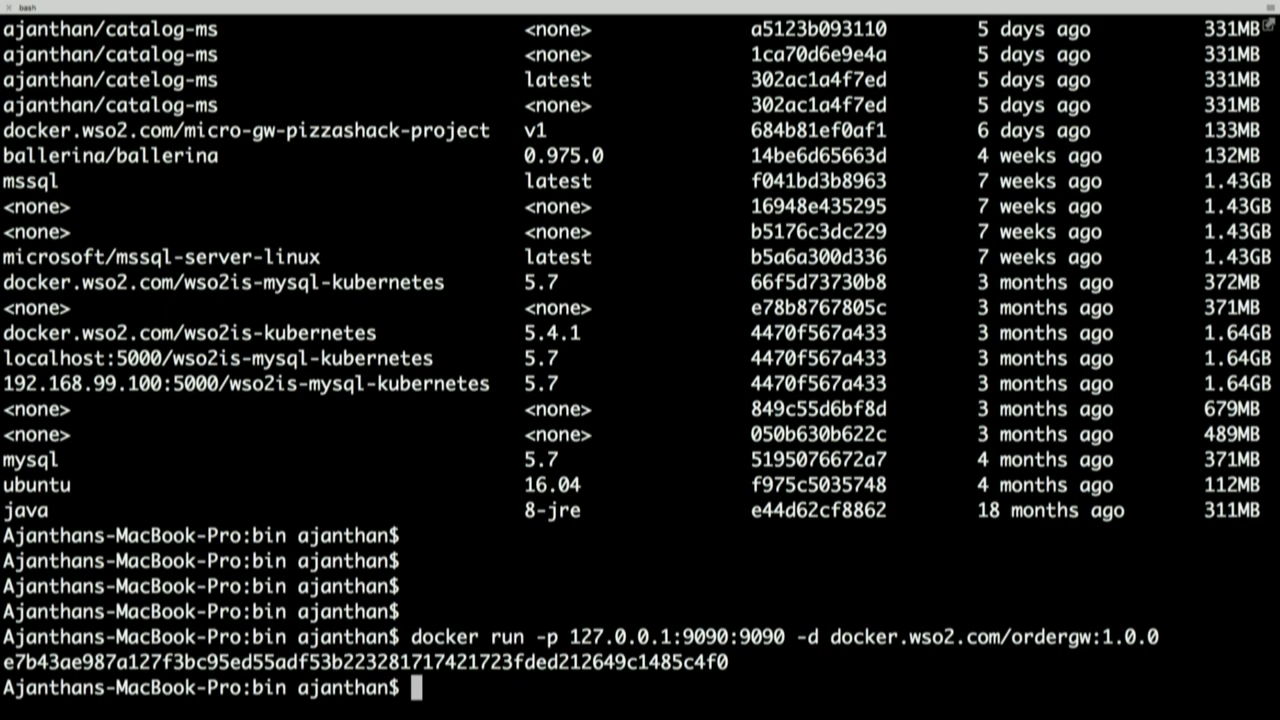 bash
ajanthan/catalog-ms <none> a5123b093110 5 days ago 331MB
ajanthan/catalog-ms <none> 1ca70d6e9e4a 5 days ago 331MB
ajanthan/catelog-ms latest 302ac1a4f7ed 5 days ago 331MB
ajanthan/catelog-ms <none> 302ac1a4f7ed 5 days ago 331MB
docker.wso2.com/micro-gw-pizzashack-project v1 684b81ef0af1 6 days ago 133MB
ballerina/ballerina 0.975.0 14be6d65663d 4 weeks ago 132MB
mssql latest f041bd3b8963 7 weeks ago 1.43GB
<none> <none> 16948e435295 7 weeks ago 1.43GB
<none> <none> b5176c3dc229 7 weeks ago 1.43GB
microsoft/mssql-server-linux latest b5a6a300d336 7 weeks ago 1.43GB
docker.wso2.com/wso2is-mysql-kubernetes 5.7 66f5d73730b8 3 months ago 372MB
<none> <none> e78b8767805c 3 months ago 371MB
docker.wso2.com/wso2is-kubernetes 5.4.1 4470f567a433 3 months ago 1.64GB
localhost:5000/wso2is-mysql-kubernetes 5.7 4470f567a433 3 months ago 1.64GB
192.168.99.100:5000/wso2is-mysql-kubernetes 5.7 4470f567a433 3 months ago 1.64GB
<none> <none> 849c55d6bf8d 3 months ago 679MB
<none> <none> 050b630b622c 3 months ago 489MB
mysql 5.7 5195076672a7 4 months ago 371MB
ubuntu 16.04 f975c5035748 4 months ago 112MB
java 8-jre e44d62cf8862 18 months ago 311MB
Ajanthans-MacBook-Pro:bin ajanthan$
Ajanthans-MacBook-Pro:bin ajanthan$
Ajanthans-MacBook-Pro:bin ajanthan$
Ajanthans-MacBook-Pro:bin ajanthan$
Ajanthans-MacBook-Pro:bin ajanthan$ docker run -p 127.0.0.1:9090:9090 -d docker.wso2.com/ordergw:1.0.0
e7b43ae987a127f3bc95ed55adf53b223281717421723fded212649c1485c4f0
Ajanthans-MacBook-Pro:bin ajanthan$